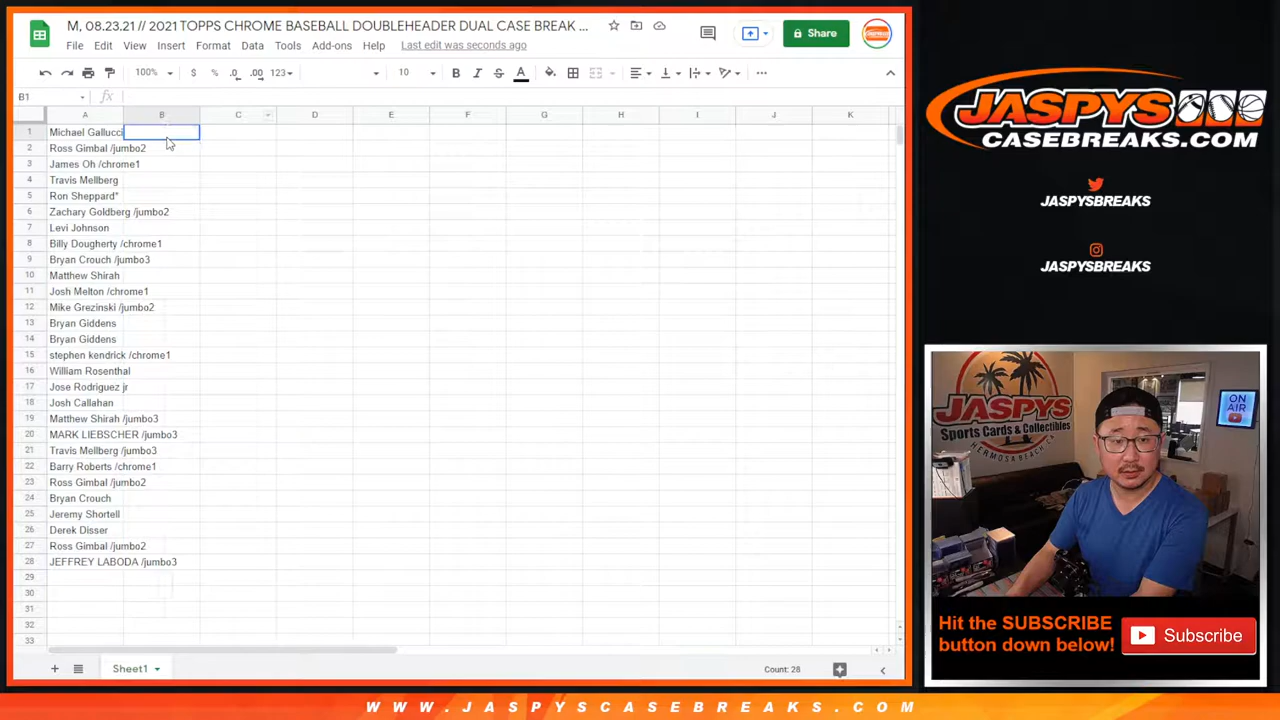 M, 08.23.21 // 2021 TOPPS CHROME BASEBALL DOUBLEHEADER DUAL CASE BREAK ...
Share
File Edit View Insert Format Data Tools Add-ons Help Last edit was seconds ago
100% $ % .0 .00 123 10 B I S A
B1 fx
A B C D E F G H I J K
1 Michael Gallucci
2 Ross Gimbal /jumbo2
3 James Oh /chrome1
4 Travis Mellberg
5 Ron Sheppard*
6 Zachary Goldberg /jumbo2
7 Levi Johnson
8 Billy Dougherty /chrome1
9 Bryan Crouch /jumbo3
10 Matthew Shirah
11 Josh Melton /chrome1
12 Mike Grezinski /jumbo2
13 Bryan Giddens
14 Bryan Giddens
15 stephen kendrick /chrome1
16 William Rosenthal
17 Jose Rodriguez jr
18 Josh Callahan
19 Matthew Shirah /jumbo3
20 MARK LIEBSCHER /jumbo3
21 Travis Mellberg /jumbo3
22 Barry Roberts /chrome1
23 Ross Gimbal /jumbo2
24 Bryan Crouch
25 Jeremy Shortell
26 Derek Disser
27 Ross Gimbal /jumbo2
28 JEFFREY LABODA /jumbo3
29
30
31
32
33
Sheet1
Count: 28
JASPYS
CASEBREAKS.COM
JASPYSBREAKS
JASPYSBREAKS
JASPYS
Sports Cards & Collectibles
HERMOSA BEACH, CA
ON AIR
Hit the SUBSCRIBE
button down below!
Subscribe
WWW.JASPYSCASEBREAKS.COM